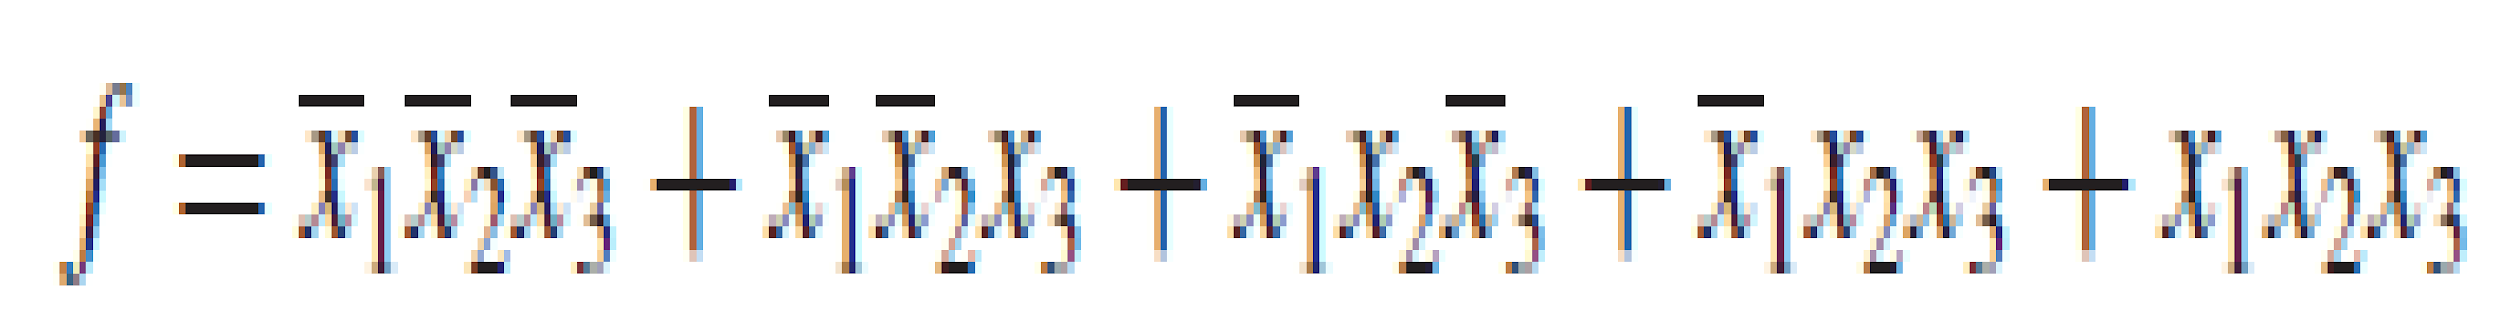 f = x̅₁x̅₂x̅₃ + x̅₁x̅₂x₃ + x̅₁x₂x̅₃ + x̅₁x₂x₃ + x₁x₂x₃